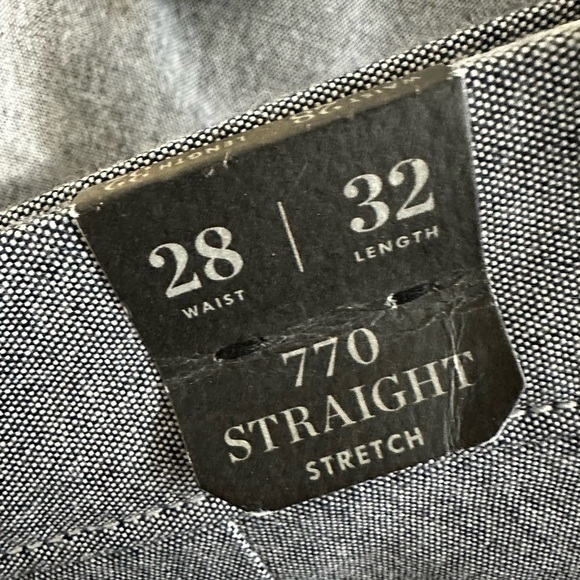 28 | 32
WAIST LENGTH
770
STRAIGHT
STRETCH